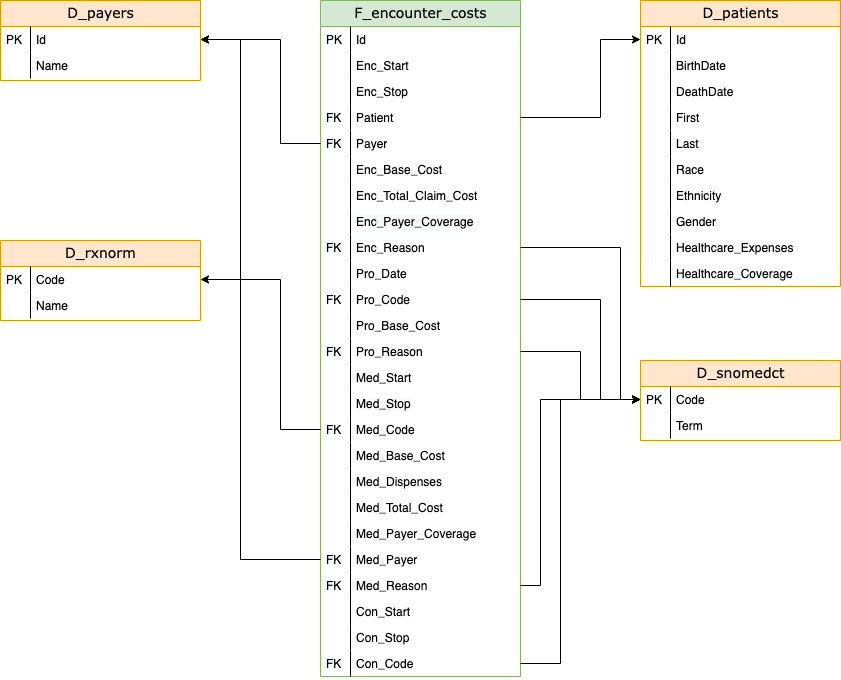 D_payers
PK Id
Name
F_encounter_costs
PK Id
Enc_Start
Enc_Stop
FK Patient
FK Payer
Enc_Base_Cost
Enc_Total_Claim_Cost
Enc_Payer_Coverage
FK Enc_Reason
Pro_Date
FK Pro_Code
Pro_Base_Cost
FK Pro_Reason
Med_Start
Med_Stop
FK Med_Code
Med_Base_Cost
Med_Dispenses
Med_Total_Cost
Med_Payer_Coverage
FK Med_Payer
FK Med_Reason
Con_Start
Con_Stop
FK Con_Code
D_patients
PK Id
BirthDate
DeathDate
First
Last
Race
Ethnicity
Gender
Healthcare_Expenses
Healthcare_Coverage
D_rxnorm
PK Code
Name
D_snomedct
PK Code
Term